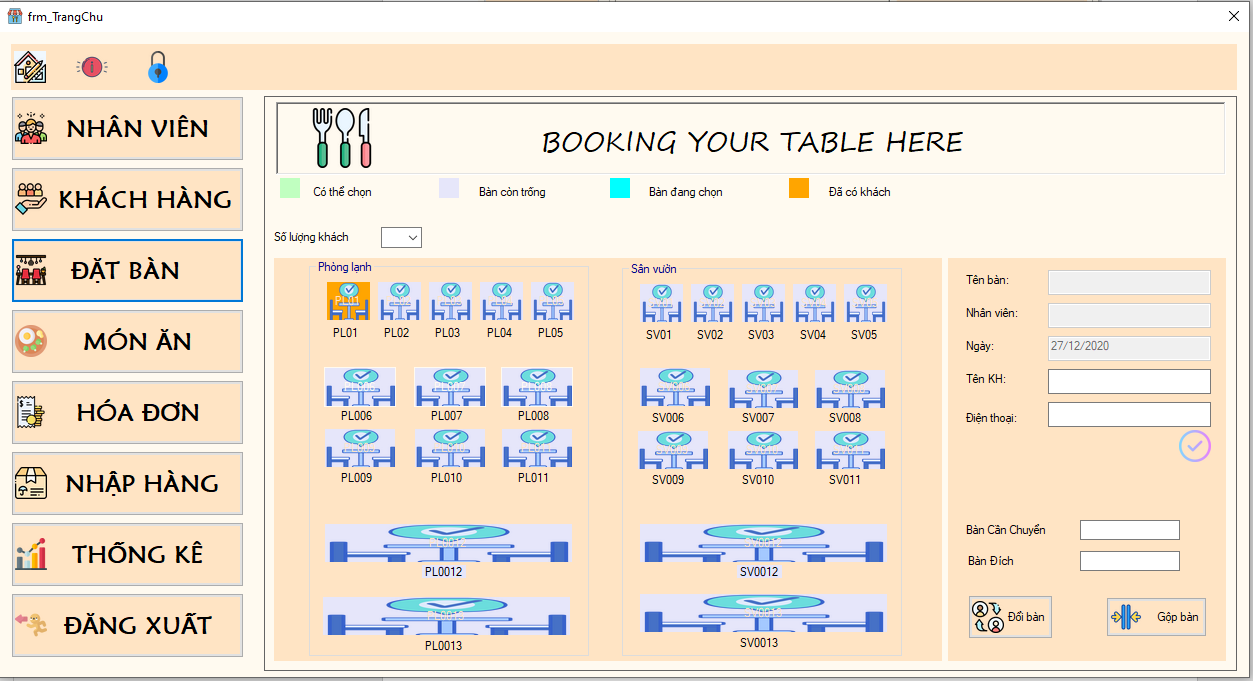 frm_TrangChu
NHÂN VIÊN
KHÁCH HÀNG
ĐẶT BÀN
MÓN ĂN
HÓA ĐƠN
NHẬP HÀNG
THỐNG KÊ
ĐĂNG XUẤT
BOOKING YOUR TABLE HERE
Có thể chọn
Bàn còn trống
Bàn đang chọn
Đã có khách
Số lượng khách
Phòng lạnh
PL01
PL01 PL02 PL03 PL04 PL05
PL006 PL007 PL008
PL009 PL010 PL011
PL0012
PL0013
Sân vườn
SV01 SV02 SV03 SV04 SV05
SV006 SV007 SV008
SV009 SV010 SV011
SV0012
SV0013
Tên bàn:
Nhân viên:
Ngày: 27/12/2020
Tên KH:
Điện thoại:
Bàn Cần Chuyển
Bàn Đích
Đổi bàn
Gộp bàn